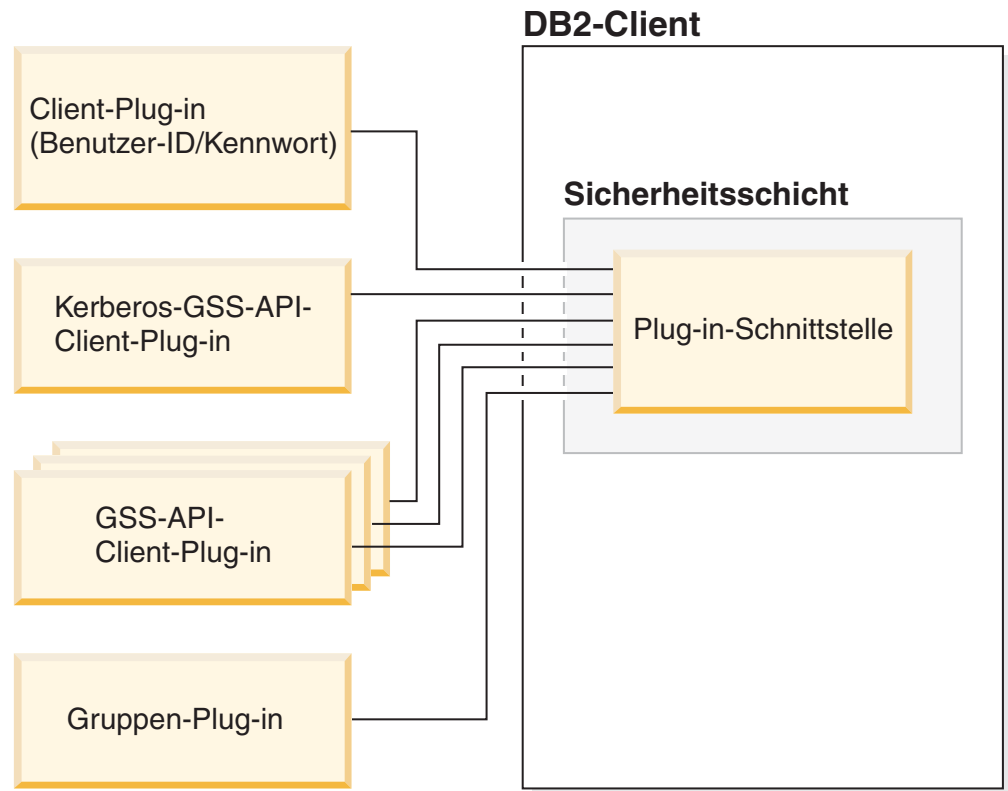 DB2-Client
Client-Plug-in
(Benutzer-ID/Kennwort)
Sicherheitsschicht
Kerberos-GSS-API-
Client-Plug-in
Plug-in-Schnittstelle
GSS-API-
Client-Plug-in
Gruppen-Plug-in